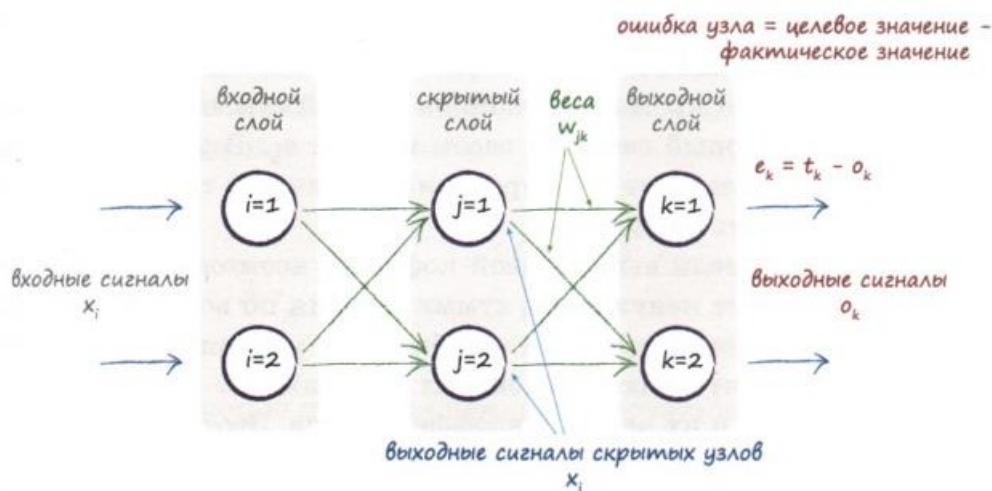 ошибка узла = целевое значение -
фактическое значение
входной
слой
скрытый
слой
веса
w_jk
выходной
слой
e_k = t_k - o_k
i=1
j=1
k=1
входные сигналы
x_i
выходные сигналы
o_k
i=2
j=2
k=2
выходные сигналы скрытых узлов
x_i